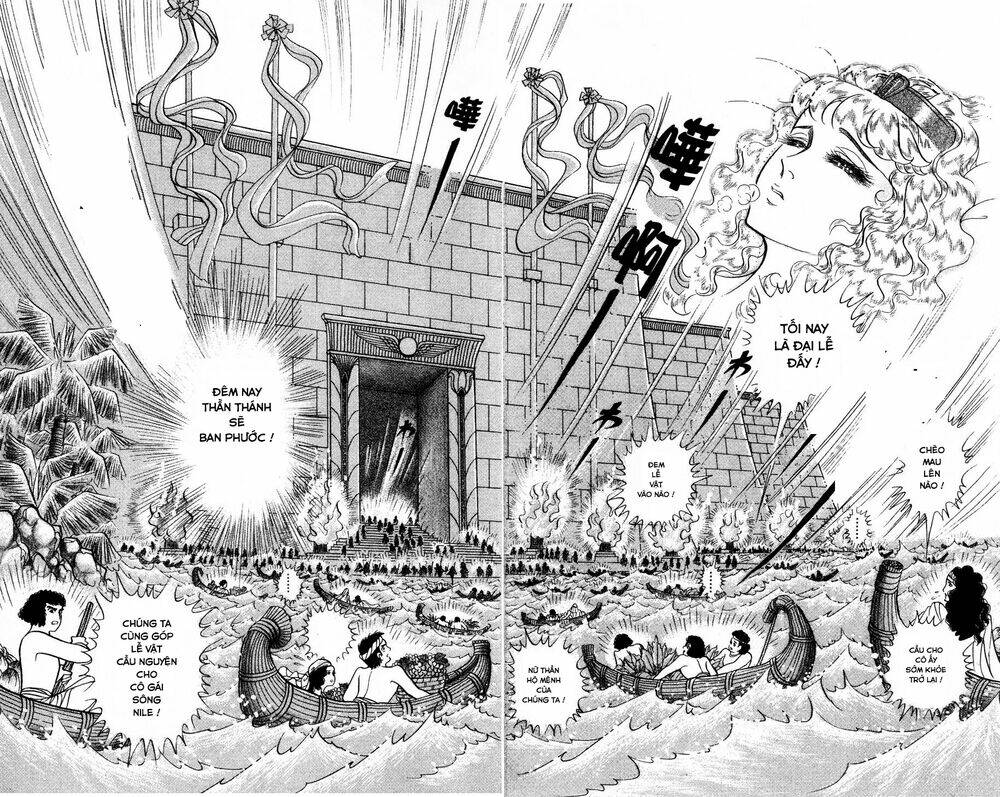 TỐI NAY
LÀ ĐẠI LỄ
ĐẤY !
CHÈO
MAU
LÊN
NÀO !
ĐEM
LỄ
VẬT
VÀO NÀO !
ĐÊM NAY
THẦN THÁNH
SẼ
BAN PHƯỚC !
CẦU CHO
CÔ ẤY
SỚM KHỎE
TRỞ LẠI !
NỮ THẦN
HỘ MỆNH
CỦA
CHÚNG TA !
CHÚNG TA
CÙNG GÓP
LỄ VẬT
CẦU NGUYỆN
CHO
CÔ GÁI
SÔNG
NILE !